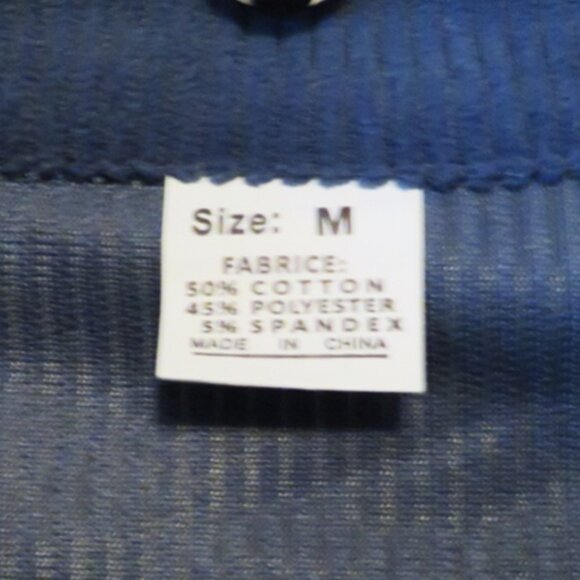 Size: M
FABRICE:
50% COTTON
45% POLYESTER
5% SPANDEX
MADE IN CHINA